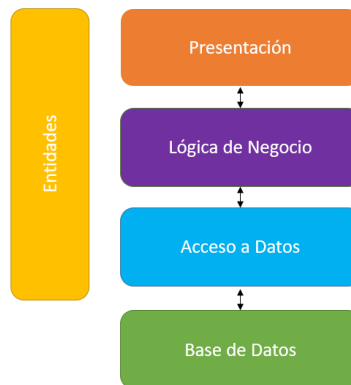 Entidades
Presentación
Lógica de Negocio
Acceso a Datos
Base de Datos